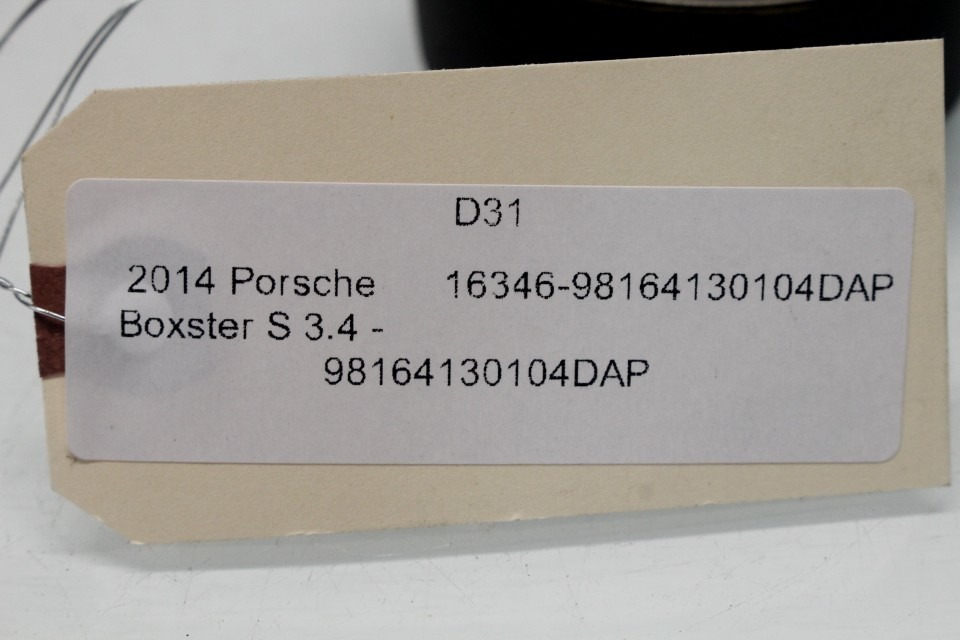 D31
2014 Porsche 16346-98164130104DAP
Boxster S 3.4 -
98164130104DAP